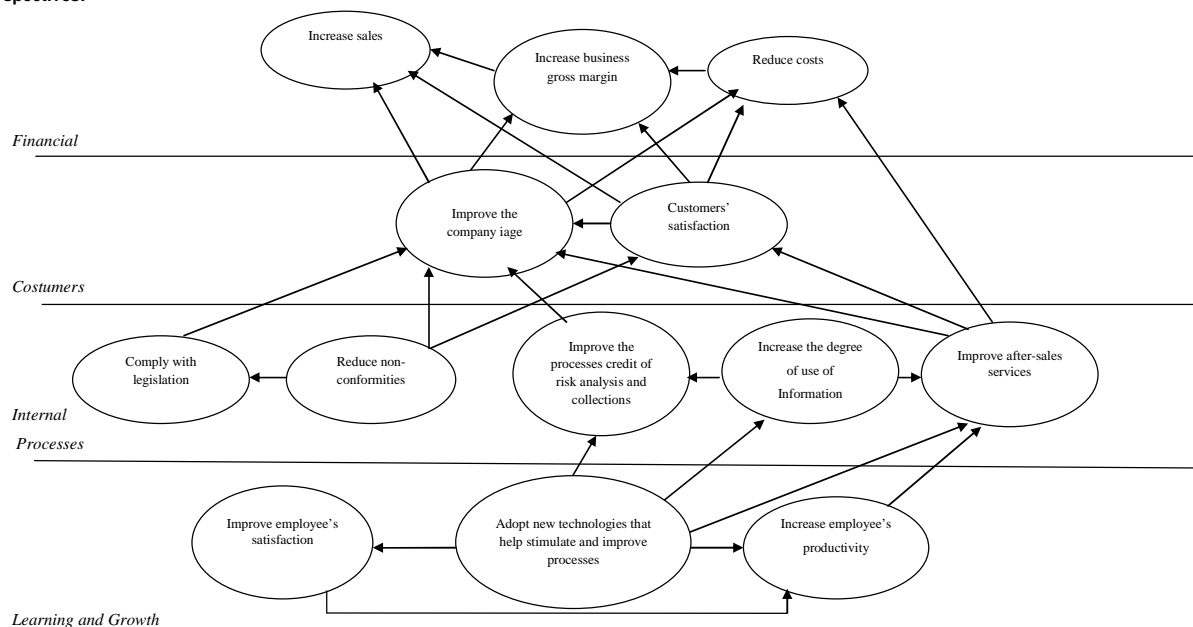 spectives.
Increase sales
Increase business
gross margin
Reduce costs
Financial
Improve the
company iage
Customers’
satisfaction
Costumers
Comply with
legislation
Reduce non-
conformities
Improve the
processes credit of
risk analysis and
collections
Increase the degree
of use of
Information
Improve after-sales
services
Internal
Processes
Improve employee’s
satisfaction
Adopt new technologies that
help stimulate and improve
processes
Increase employee’s
productivity
Learning and Growth